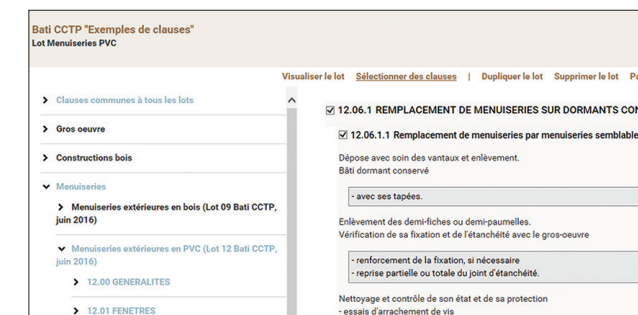 Bati CCTP "Exemples de clauses"
Lot Menuiseries PVC
Visualiser le lot Sélectionner des clauses | Dupliquer le lot Supprimer le lot
Clauses communes à tous les lots
Gros oeuvre
Constructions bois
Menuiseries
Menuiseries extérieures en bois (Lot 09 Bati CCTP,
juin 2016)
Menuiseries extérieures en PVC (Lot 12 Bati CCTP,
juin 2016)
12.00 GENERALITES
12.01 FENETRES
12.06.1 REMPLACEMENT DE MENUISERIES SUR DORMANTS
12.06.1.1 Remplacement de menuiseries par menuiseries semblable
Dépose avec soin des vantaux et enlèvement.
Bâti dormant conservé
- avec ses tapées.
Enlèvement des demi-fiches ou demi-paumelles.
Vérification de sa fixation et de l'étanchéité avec le gros-oeuvre
- renforcement de la fixation, si nécessaire
- reprise partielle ou totale du joint d'étanchéité.
Nettoyage et contrôle de son état et de sa protection
- essais d'arrachement de vis